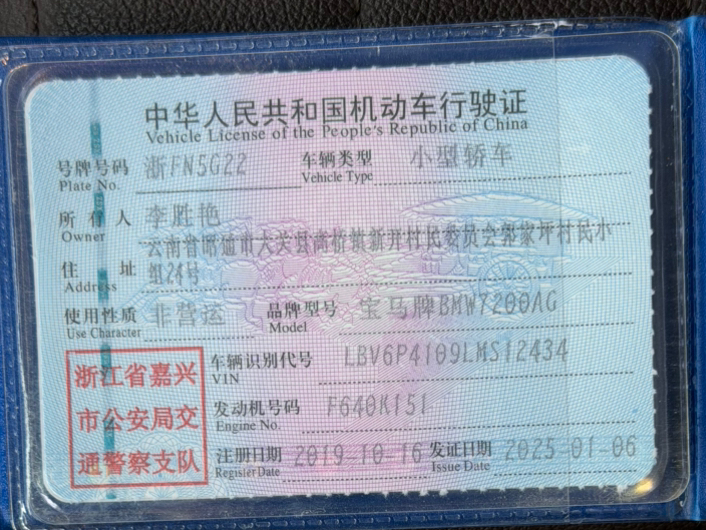 中华人民共和国机动车行驶证
Vehicle License of the People's Republic of China
号牌号码 浙FN5G22 车辆类型 小型轿车
Plate No. Vehicle Type
所有人 李胜艳
Owner
云南省昭通市大关县高桥镇新井村民委员会郭家坪村民小
住址 组24号
Address
使用性质 非营运 品牌型号 宝马牌BMW7200AG
Use Character Model
车辆识别代号 LBV6P4109LMS12434
VIN
浙江省嘉兴
市公安局交
通警察支队
发动机号码 F640K151
Engine No.
注册日期 2019-10-16 发证日期 2025-01-06
Register Date Issue Date